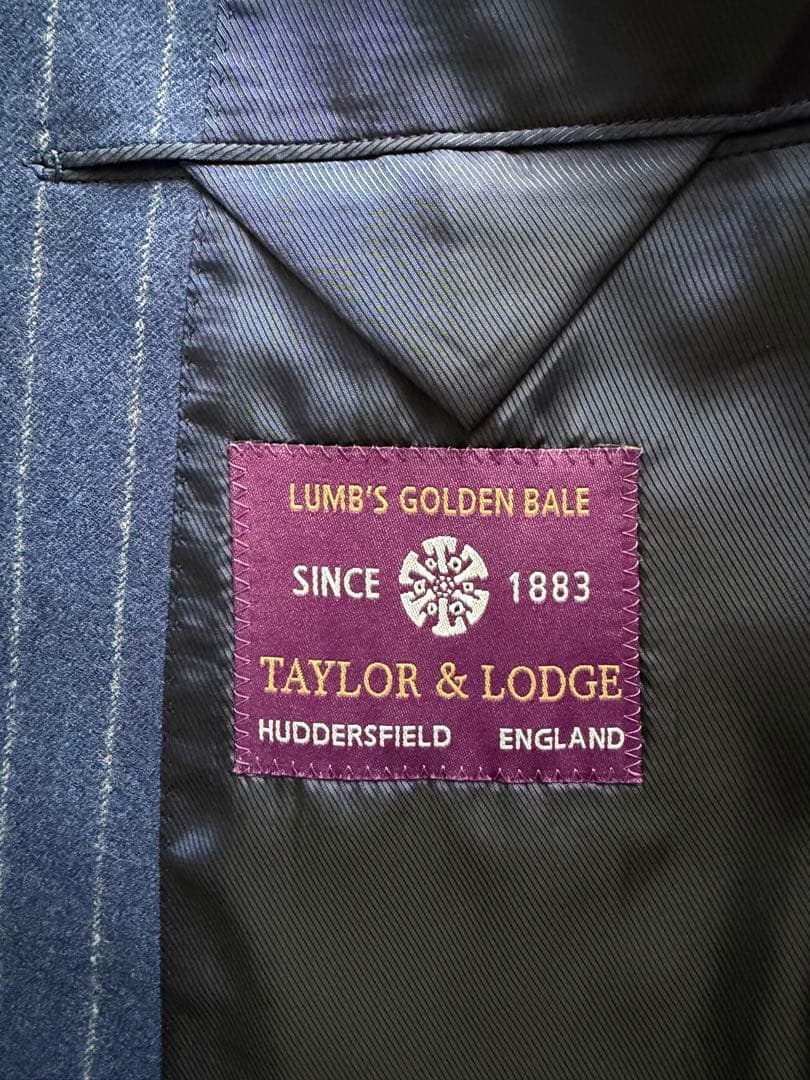 LUMB'S GOLDEN BALE
SINCE 1883
TAYLOR & LODGE
HUDDERSFIELD ENGLAND